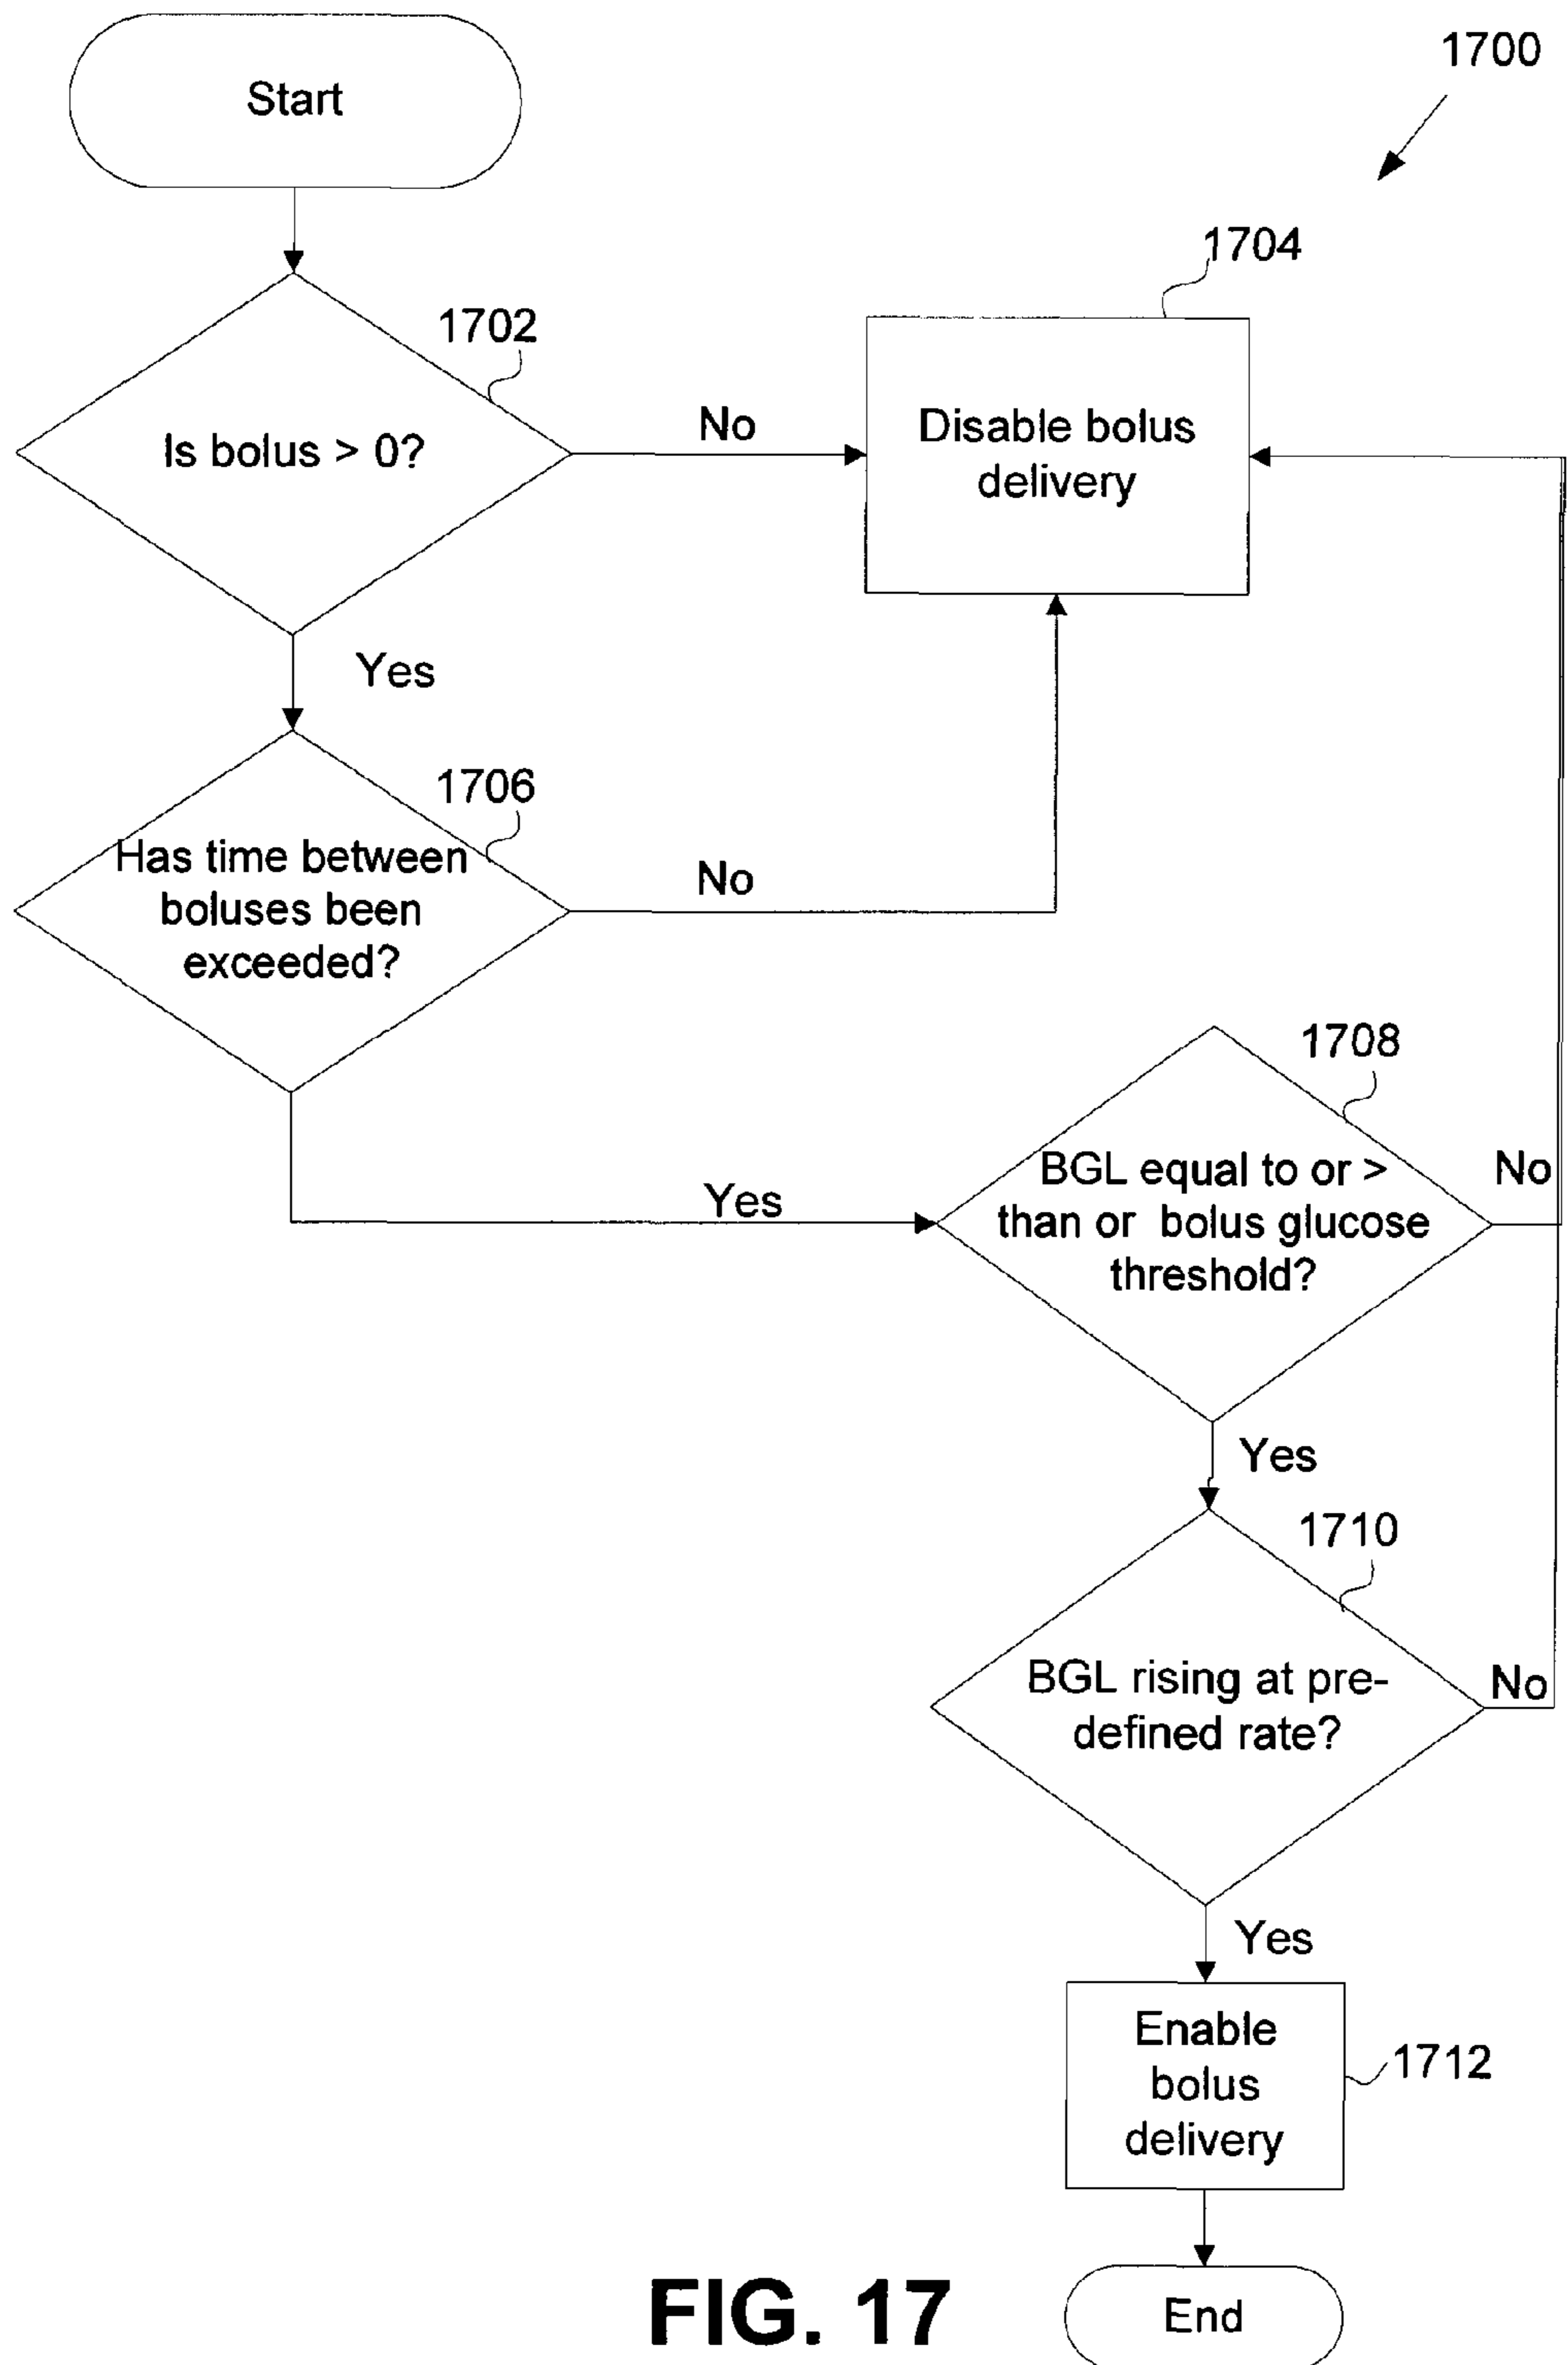 Start
1700
1704
1702
Is bolus > 0?
No
Disable bolus
delivery
Yes
1706
Has time between
boluses been
exceeded?
No
1708
Yes
BGL equal to or >
than or bolus glucose
threshold?
No
Yes
1710
BGL rising at pre-
defined rate?
No
Yes
Enable
bolus
delivery
1712
End
FIG. 17